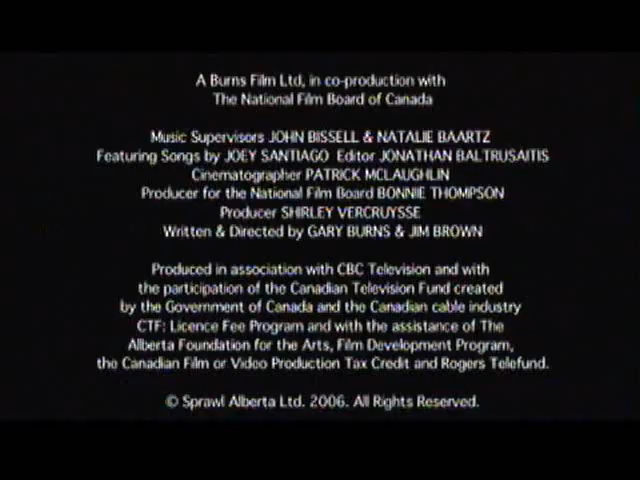 A Burns Film Ltd, in co-production with
The National Film Board of Canada
Music Supervisors JOHN BISSELL & NATALIE BAARTZ
Featuring Songs by JOEY SANTIAGO Editor JONATHAN BALTRUSAITIS
Cinematographer PATRICK MCLAUGHLIN
Producer for the National Film Board BONNIE THOMPSON
Producer SHIRLEY VERCRUYSSE
Written & Directed by GARY BURNS & JIM BROWN
Produced in association with CBC Television and with
the participation of the Canadian Television Fund created
by the Government of Canada and the Canadian cable industry
CTF: Licence Fee Program and with the assistance of The
Alberta Foundation for the Arts, Film Development Program,
the Canadian Film or Video Production Tax Credit and Rogers Telefund.
© Sprawl Alberta Ltd. 2006. All Rights Reserved.